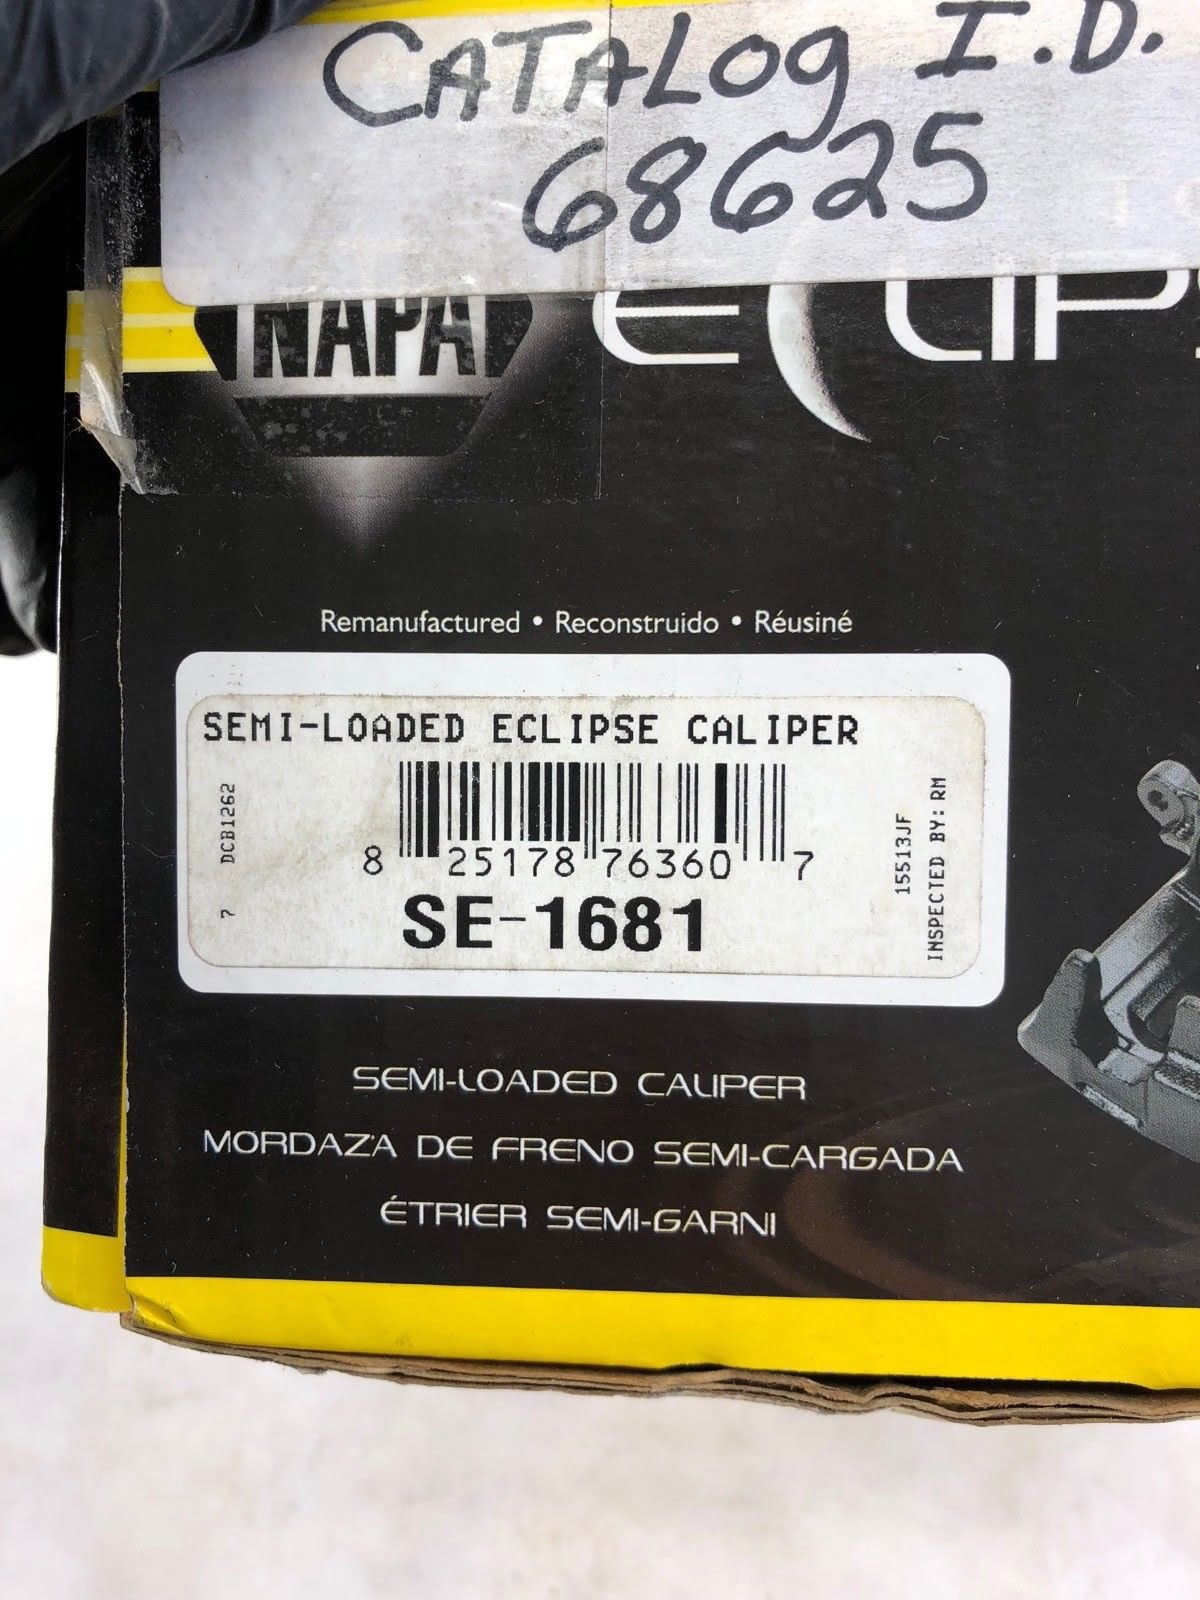 CATALOG I.D.
68625
NAPA
Remanufactured • Reconstruido • Réusiné
SEMI-LOADED ECLIPSE CALIPER
7 DCB1262
8 25178 76360 7
SE-1681
15513JF
INSPECTED BY: RM
SEMI-LOADED CALIPER
MORDAZA DE FRENO SEMI-CARGADA
ÉTRIER SEMI-GARNI